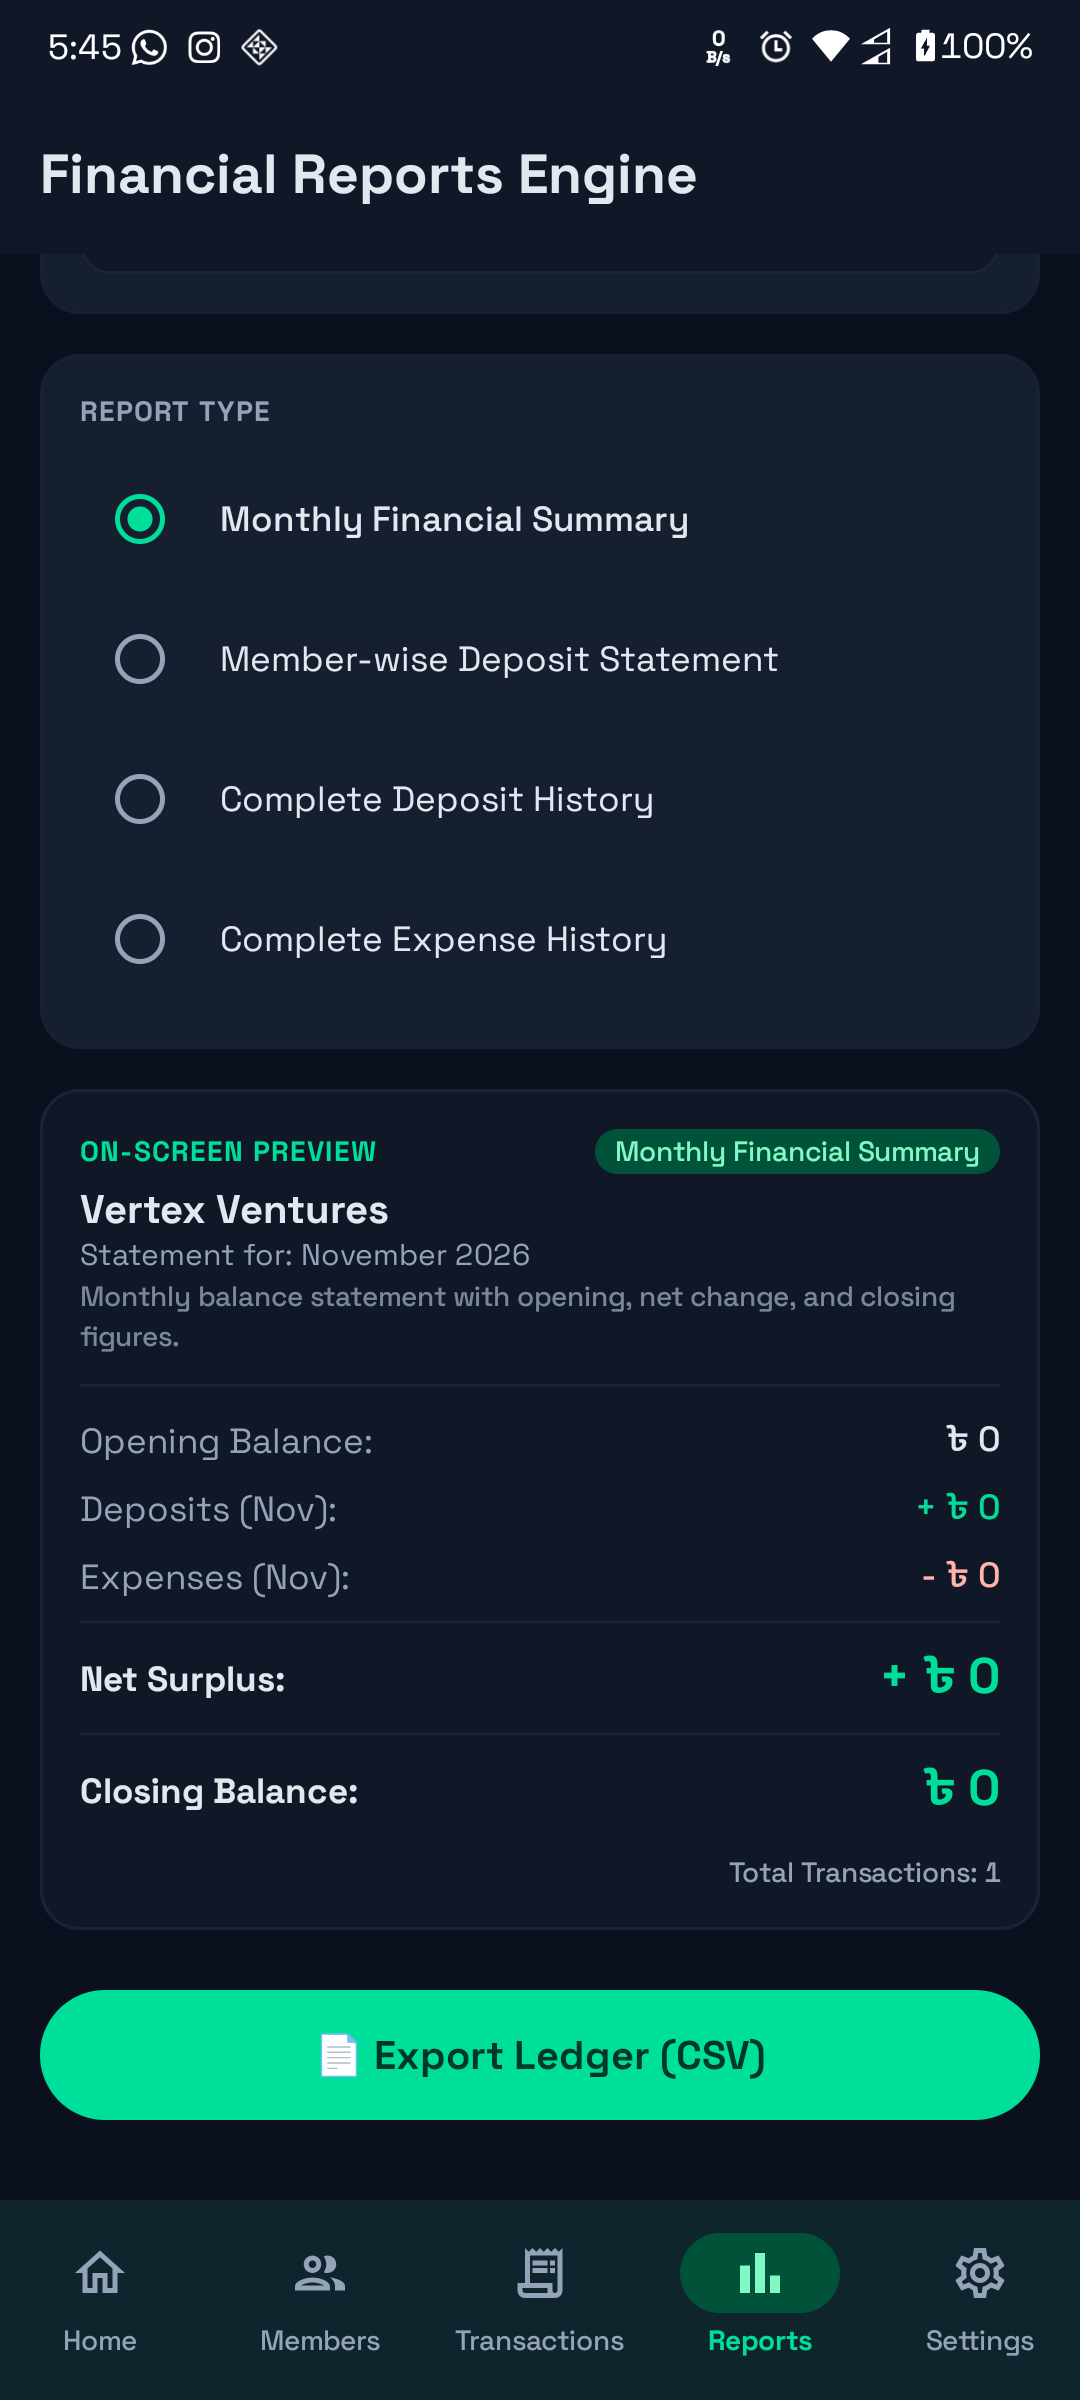 5:45
0
B/s
100%
Financial Reports Engine
REPORT TYPE
Monthly Financial Summary
Member-wise Deposit Statement
Complete Deposit History
Complete Expense History
ON-SCREEN PREVIEW
Monthly Financial Summary
Vertex Ventures
Statement for: November 2026
Monthly balance statement with opening, net change, and closing
figures.
Opening Balance: ৳ 0
Deposits (Nov): + ৳ 0
Expenses (Nov): - ৳ 0
Net Surplus: + ৳ 0
Closing Balance: ৳ 0
Total Transactions: 1
📄 Export Ledger (CSV)
Home
Members
Transactions
Reports
Settings